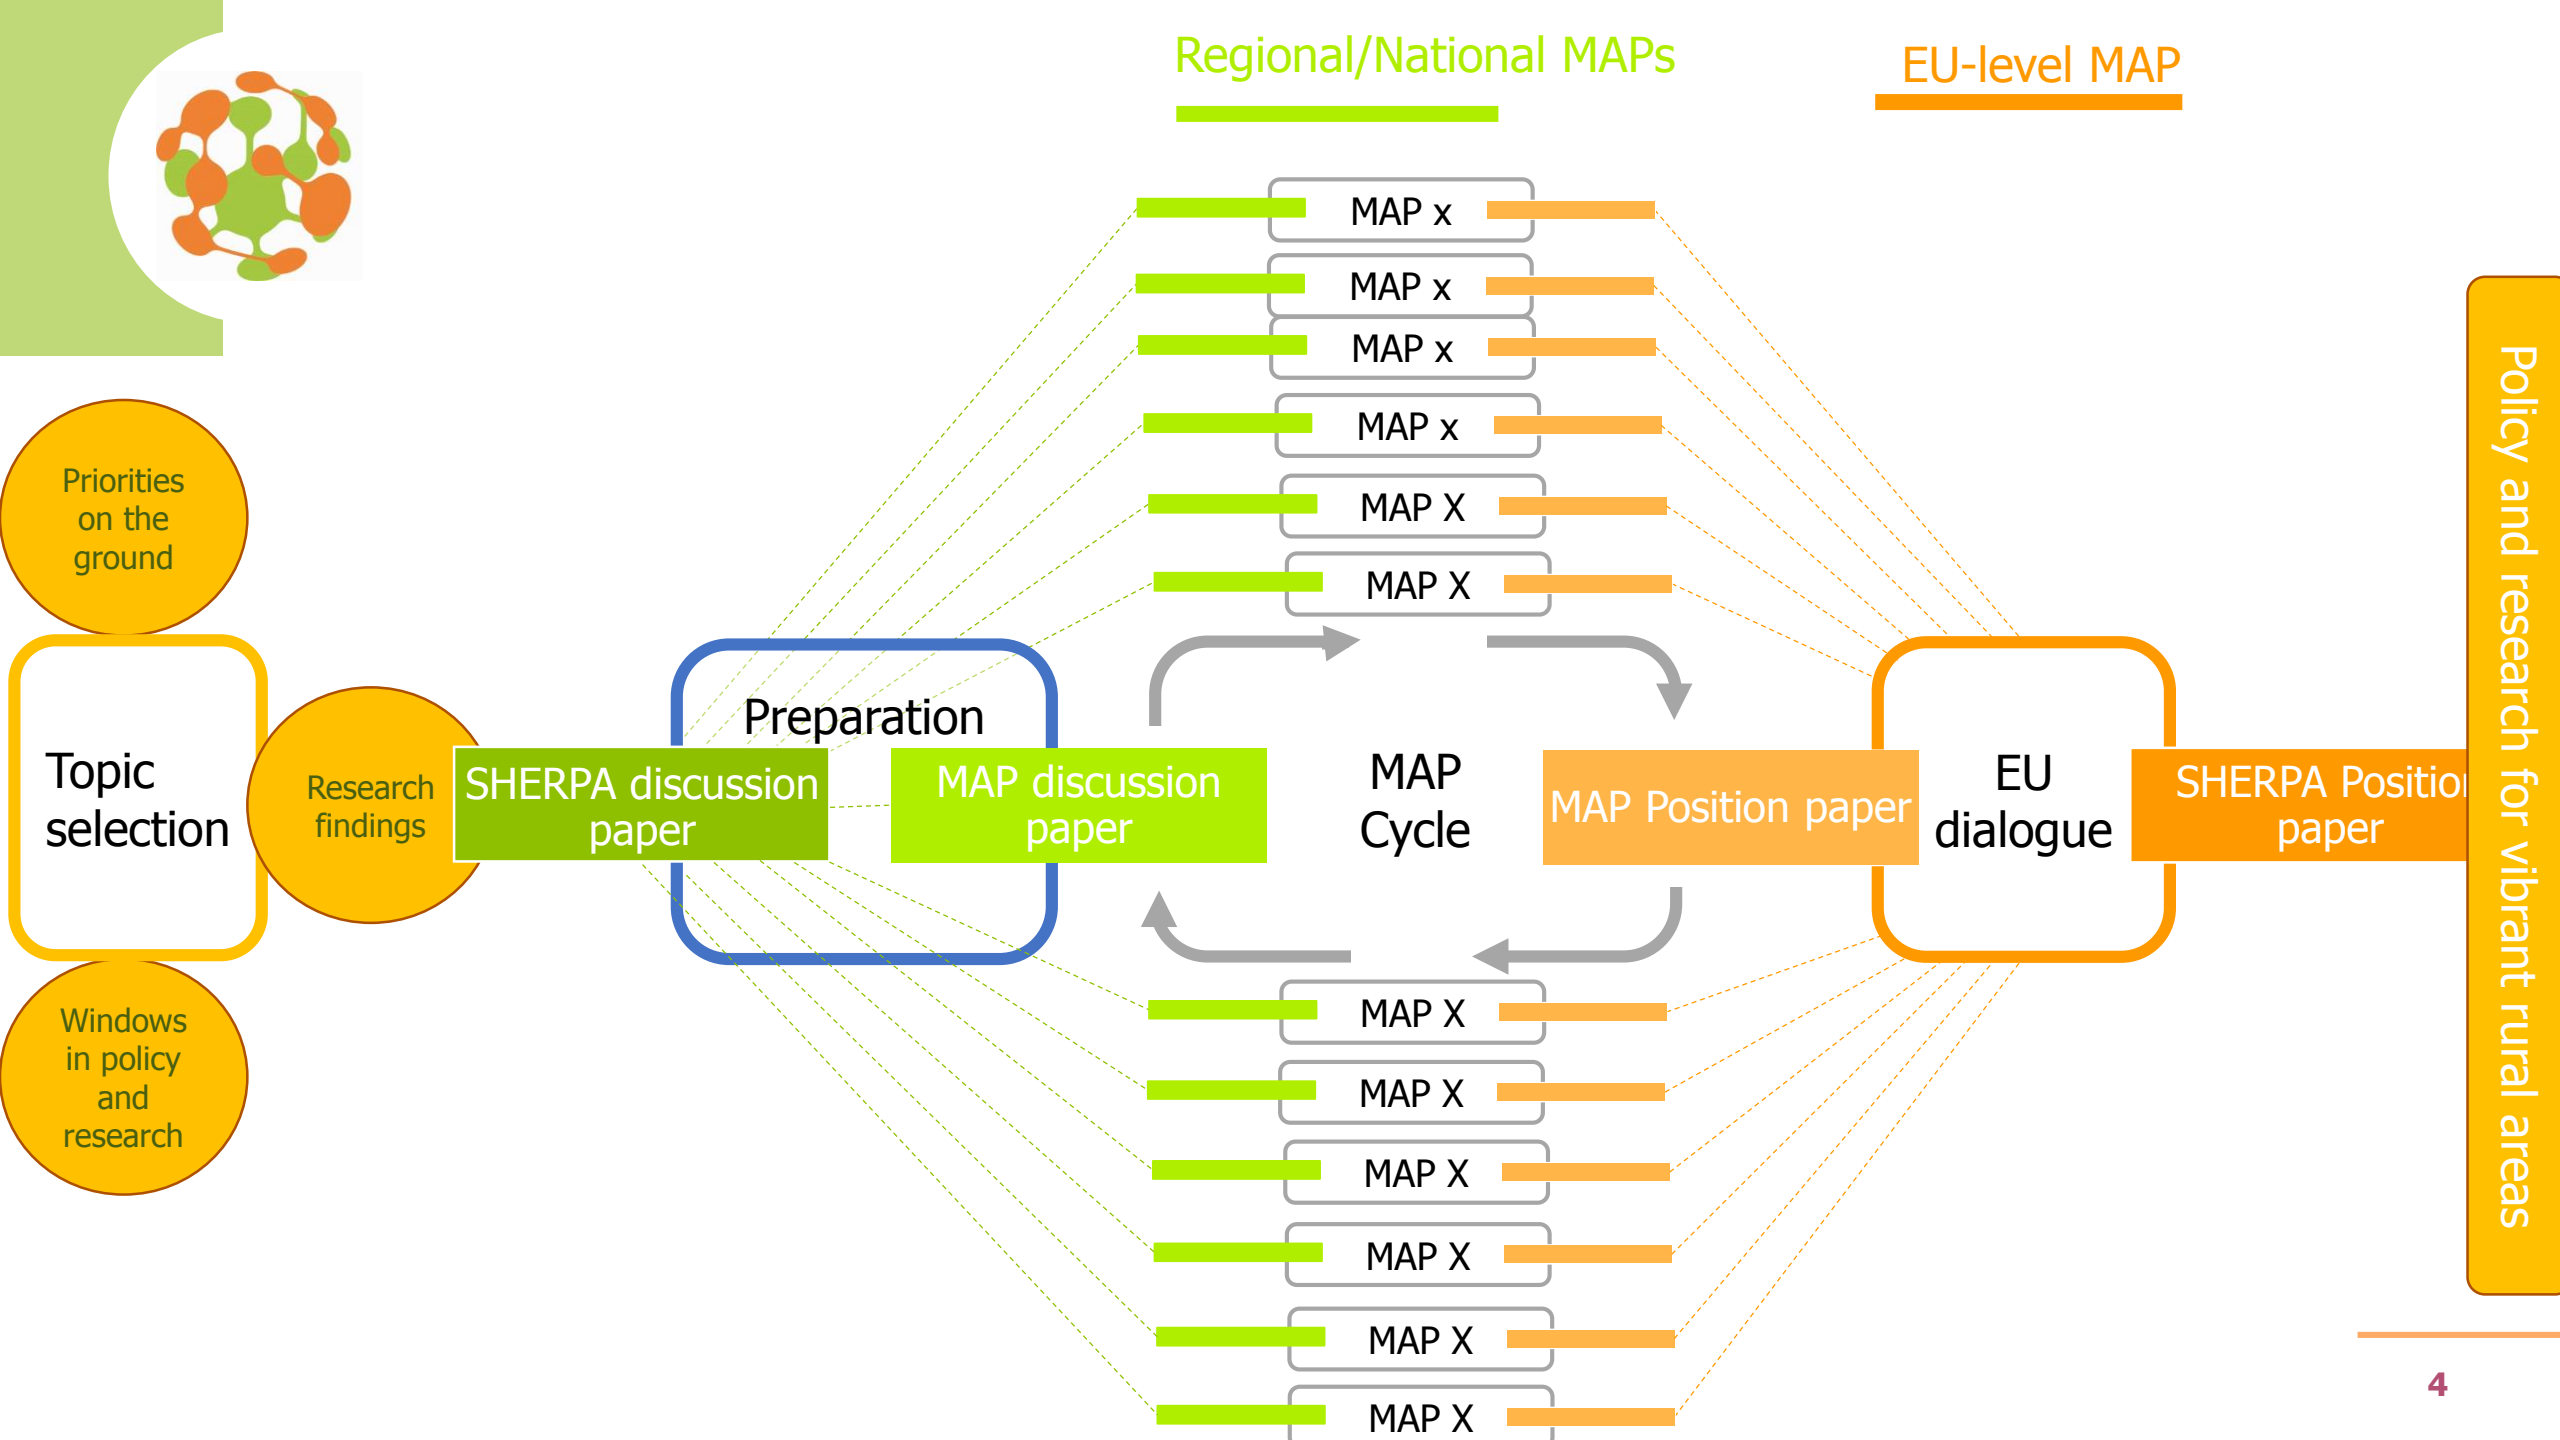 Regional/National MAPs
EU-level MAP
MAP x
MAP x
MAP x
MAP x
MAP X
MAP X
Priorities
on the
ground
Topic
selection
Research
findings
Windows
in policy
and
research
Preparation
SHERPA discussion
paper
MAP discussion
paper
MAP
Cycle
MAP Position paper
EU
dialogue
SHERPA Position
paper
Policy and research for vibrant rural areas
MAP X
MAP X
MAP X
MAP X
MAP X
MAP X
4